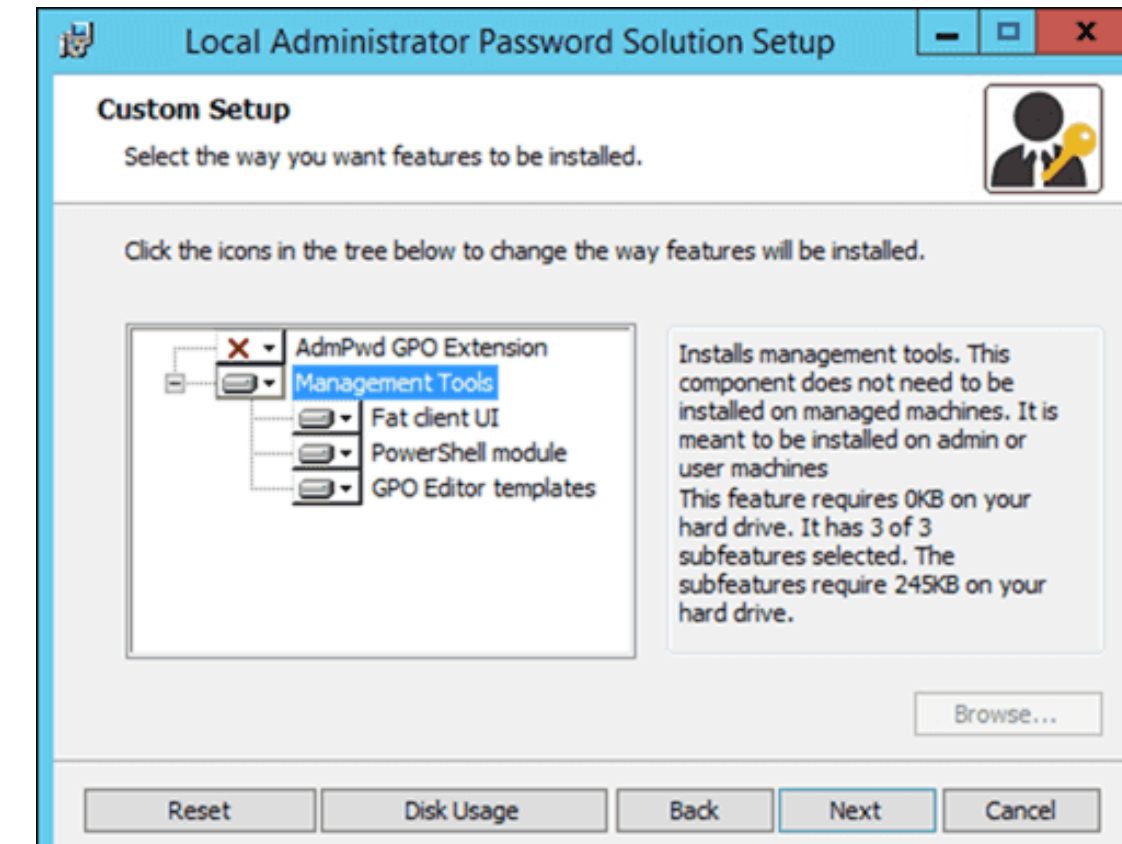 Local Administrator Password Solution Setup
Custom Setup
Select the way you want features to be installed.
Click the icons in the tree below to change the way features will be installed.
AdmPwd GPO Extension
Management Tools
Fat client UI
PowerShell module
GPO Editor templates
Installs management tools. This
component does not need to be
installed on managed machines. It is
meant to be installed on admin or
user machines
This feature requires 0KB on your
hard drive. It has 3 of 3
subfeatures selected. The
subfeatures require 245KB on your
hard drive.
Browse...
Reset Disk Usage Back Next Cancel